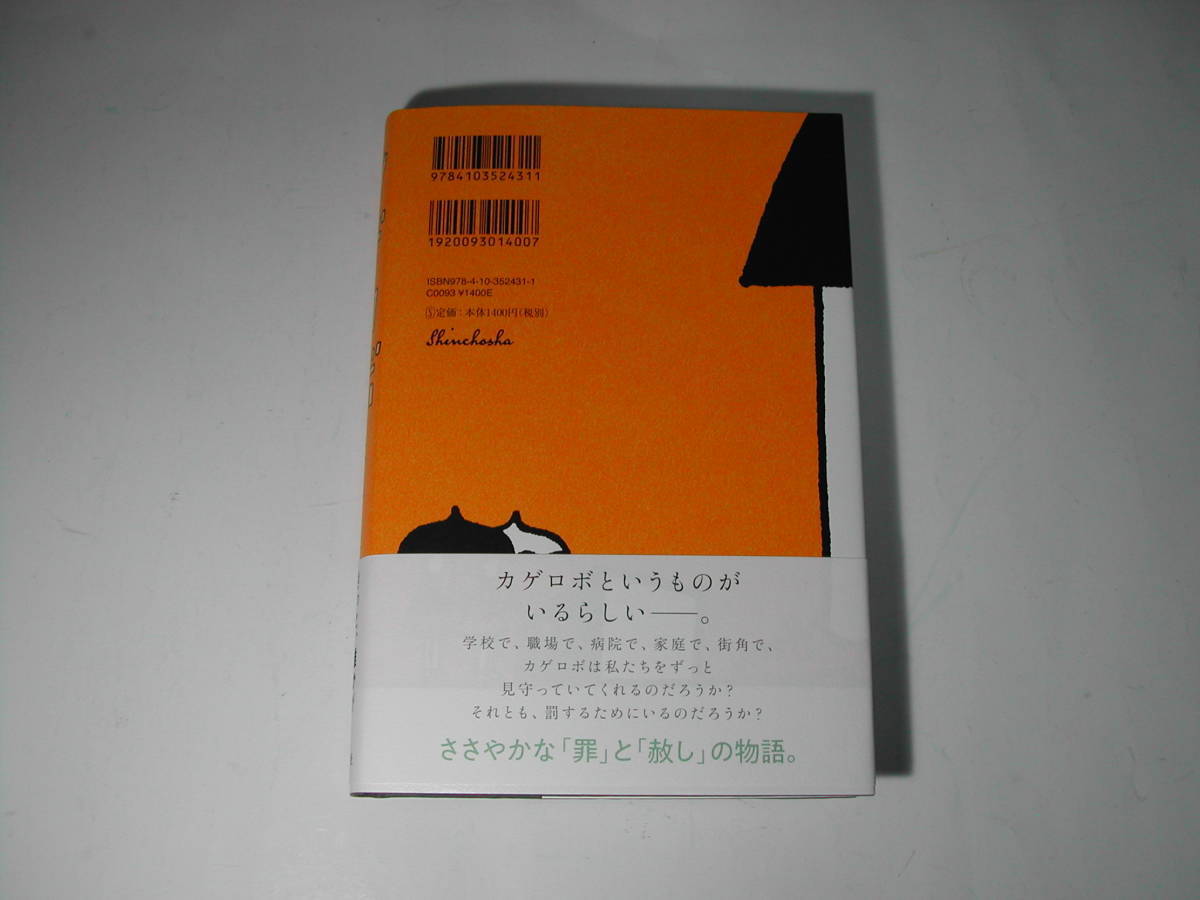 9784103524311
1920093014007
ISBN978-4-10-352431-1
C0093 ¥1400E
Ⓢ定価：本体1400円（税別）
Shinchosha
カゲロボというものが
いるらしい――。
学校で、職場で、病院で、家庭で、街角で、
カゲロボは私たちをずっと
見守っていてくれるのだろうか？
それとも、罰するためにいるのだろうか？
ささやかな「罪」と「赦し」の物語。